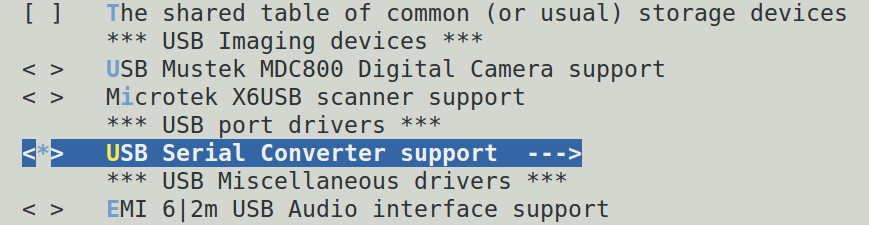 [ ]   The shared table of common (or usual) storage devices
      *** USB Imaging devices ***
< >   USB Mustek MDC800 Digital Camera support
< >   Microtek X6USB scanner support
      *** USB port drivers ***
<*>   USB Serial Converter support  --->
      *** USB Miscellaneous drivers ***
< >   EMI 6|2m USB Audio interface support